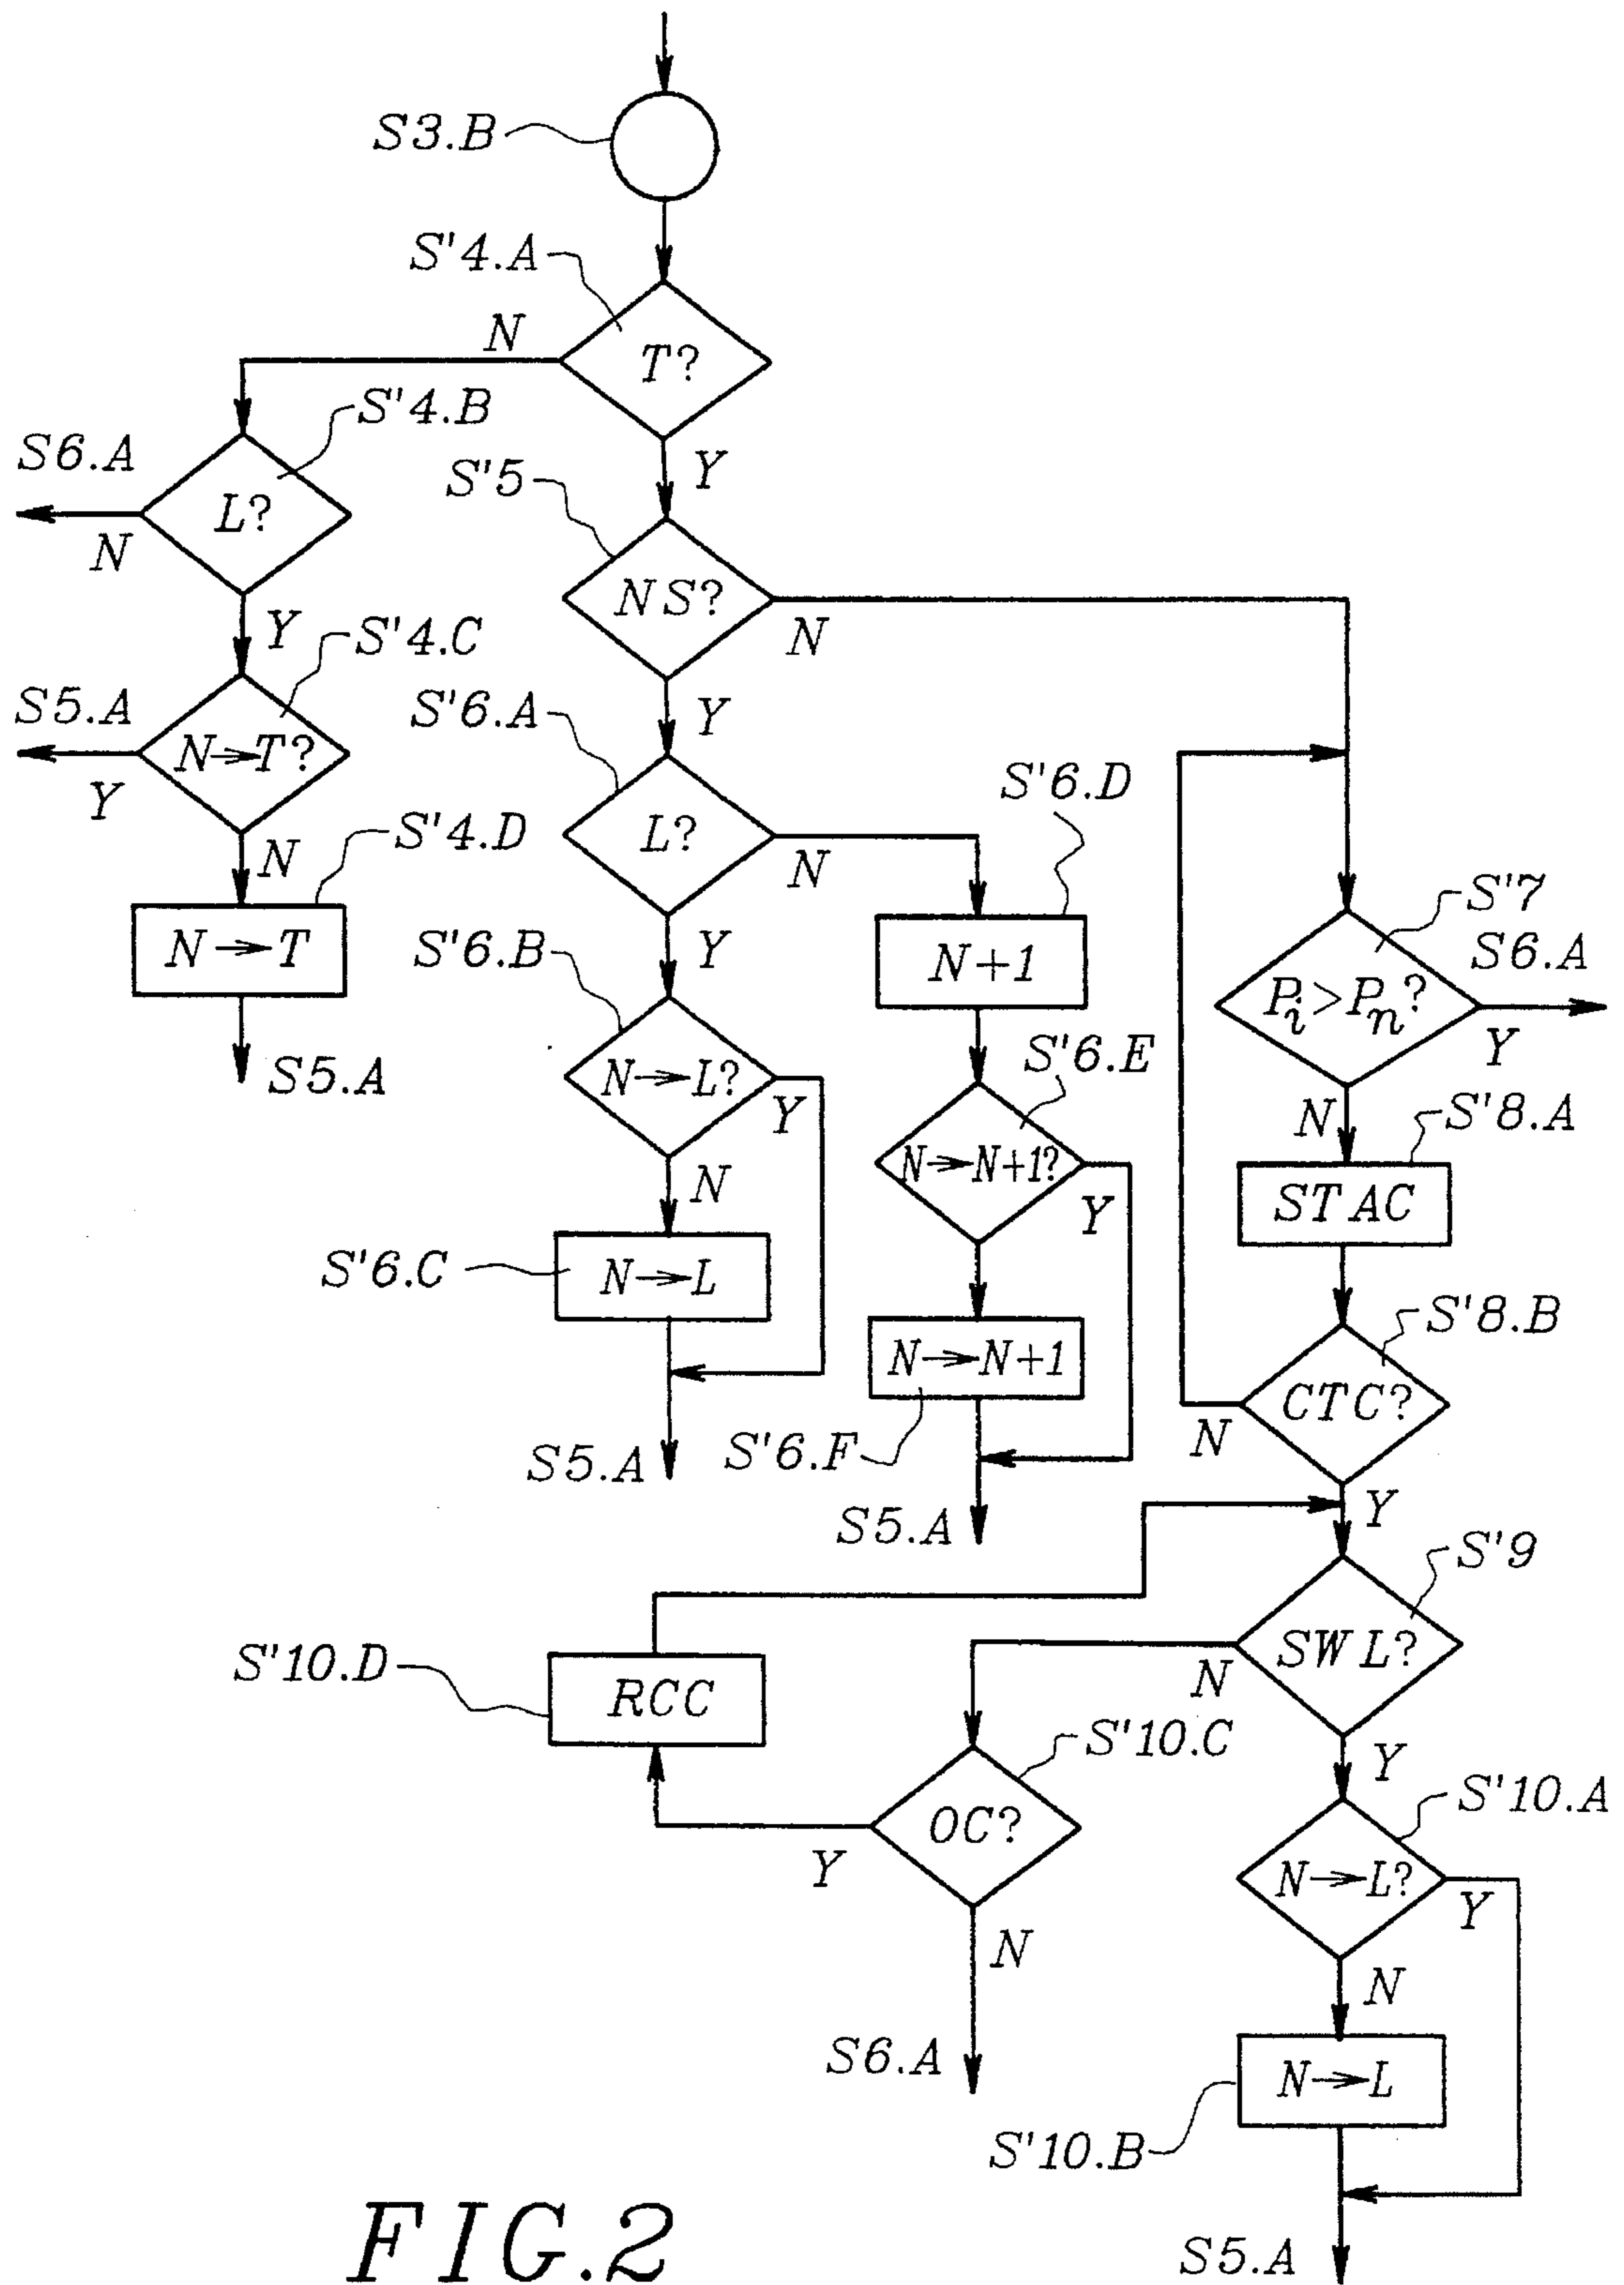 S3.B
S'4.A
N
T?
S'4.B
S6.A
Y
L?
S'5
N
NS?
N
Y
S'4.C
S5.A
S'6.A
Y
N→T?
S'6.D
Y
S'4.D
L?
N
N
S'7
N→T
S'6.B
Y
N+1
S6.A
Pi>Pn?
S'6.E
Y
S5.A
N→L?
Y
N
S'8.A
N→N+1?
N
Y
STAC
S'6.C
N→L
S'8.B
N→N+1
CTC?
S'6.F
N
S5.A
Y
S5.A
S'9
SWL?
S'10.D
N
RCC
S'10.C
Y
S'10.A
OC?
Y
N→L?
Y
N
N
S6.A
N→L
S'10.B
S5.A
FIG.2